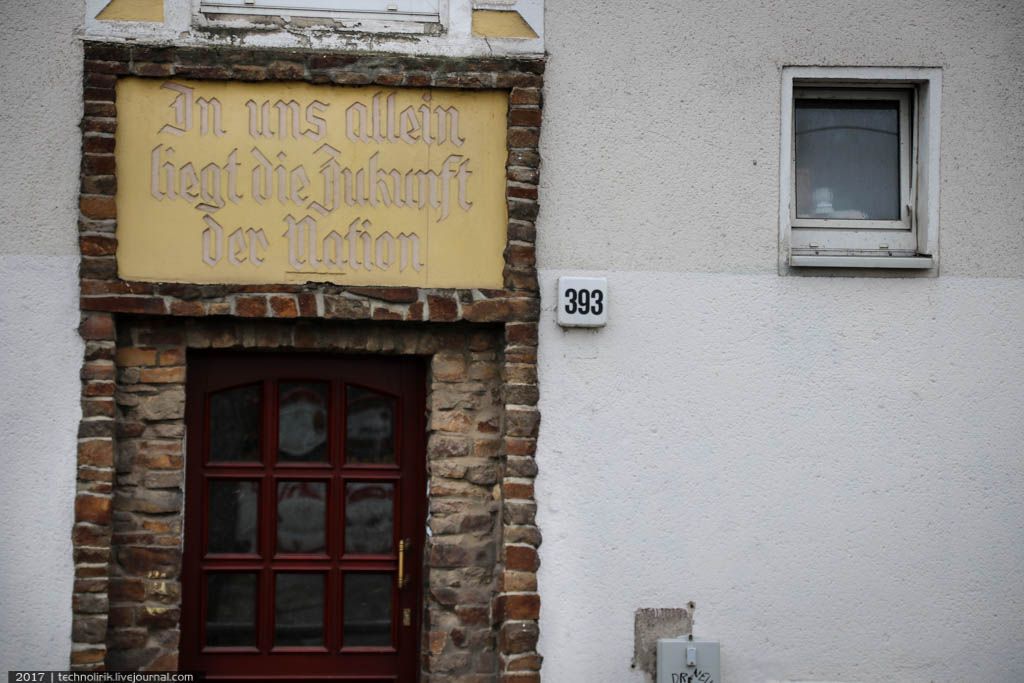 In uns allein
liegt die Zukunft
der Nation
393
2017 | technolirik.livejournal.com